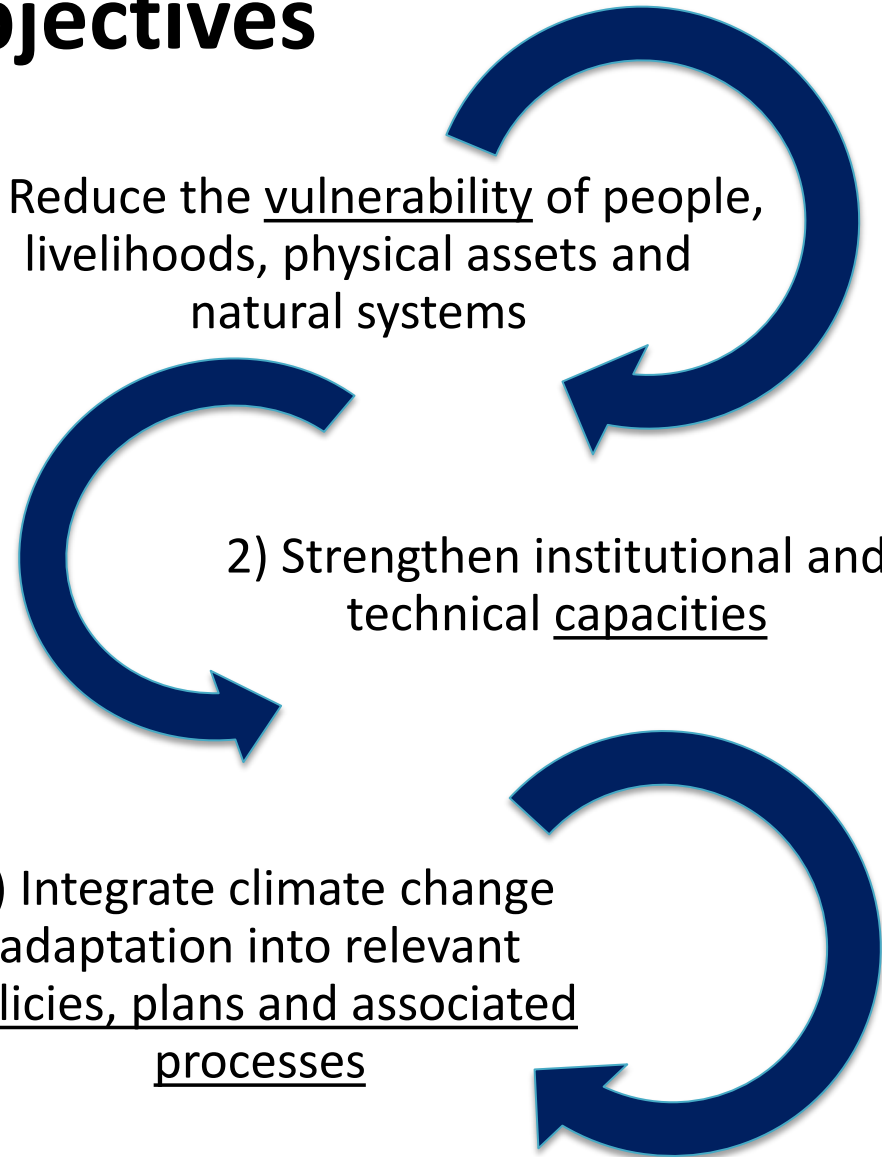 jectives
Reduce the vulnerability of people,
livelihoods, physical assets and
natural systems
2) Strengthen institutional and
technical capacities
) Integrate climate change
adaptation into relevant
licies, plans and associated
processes